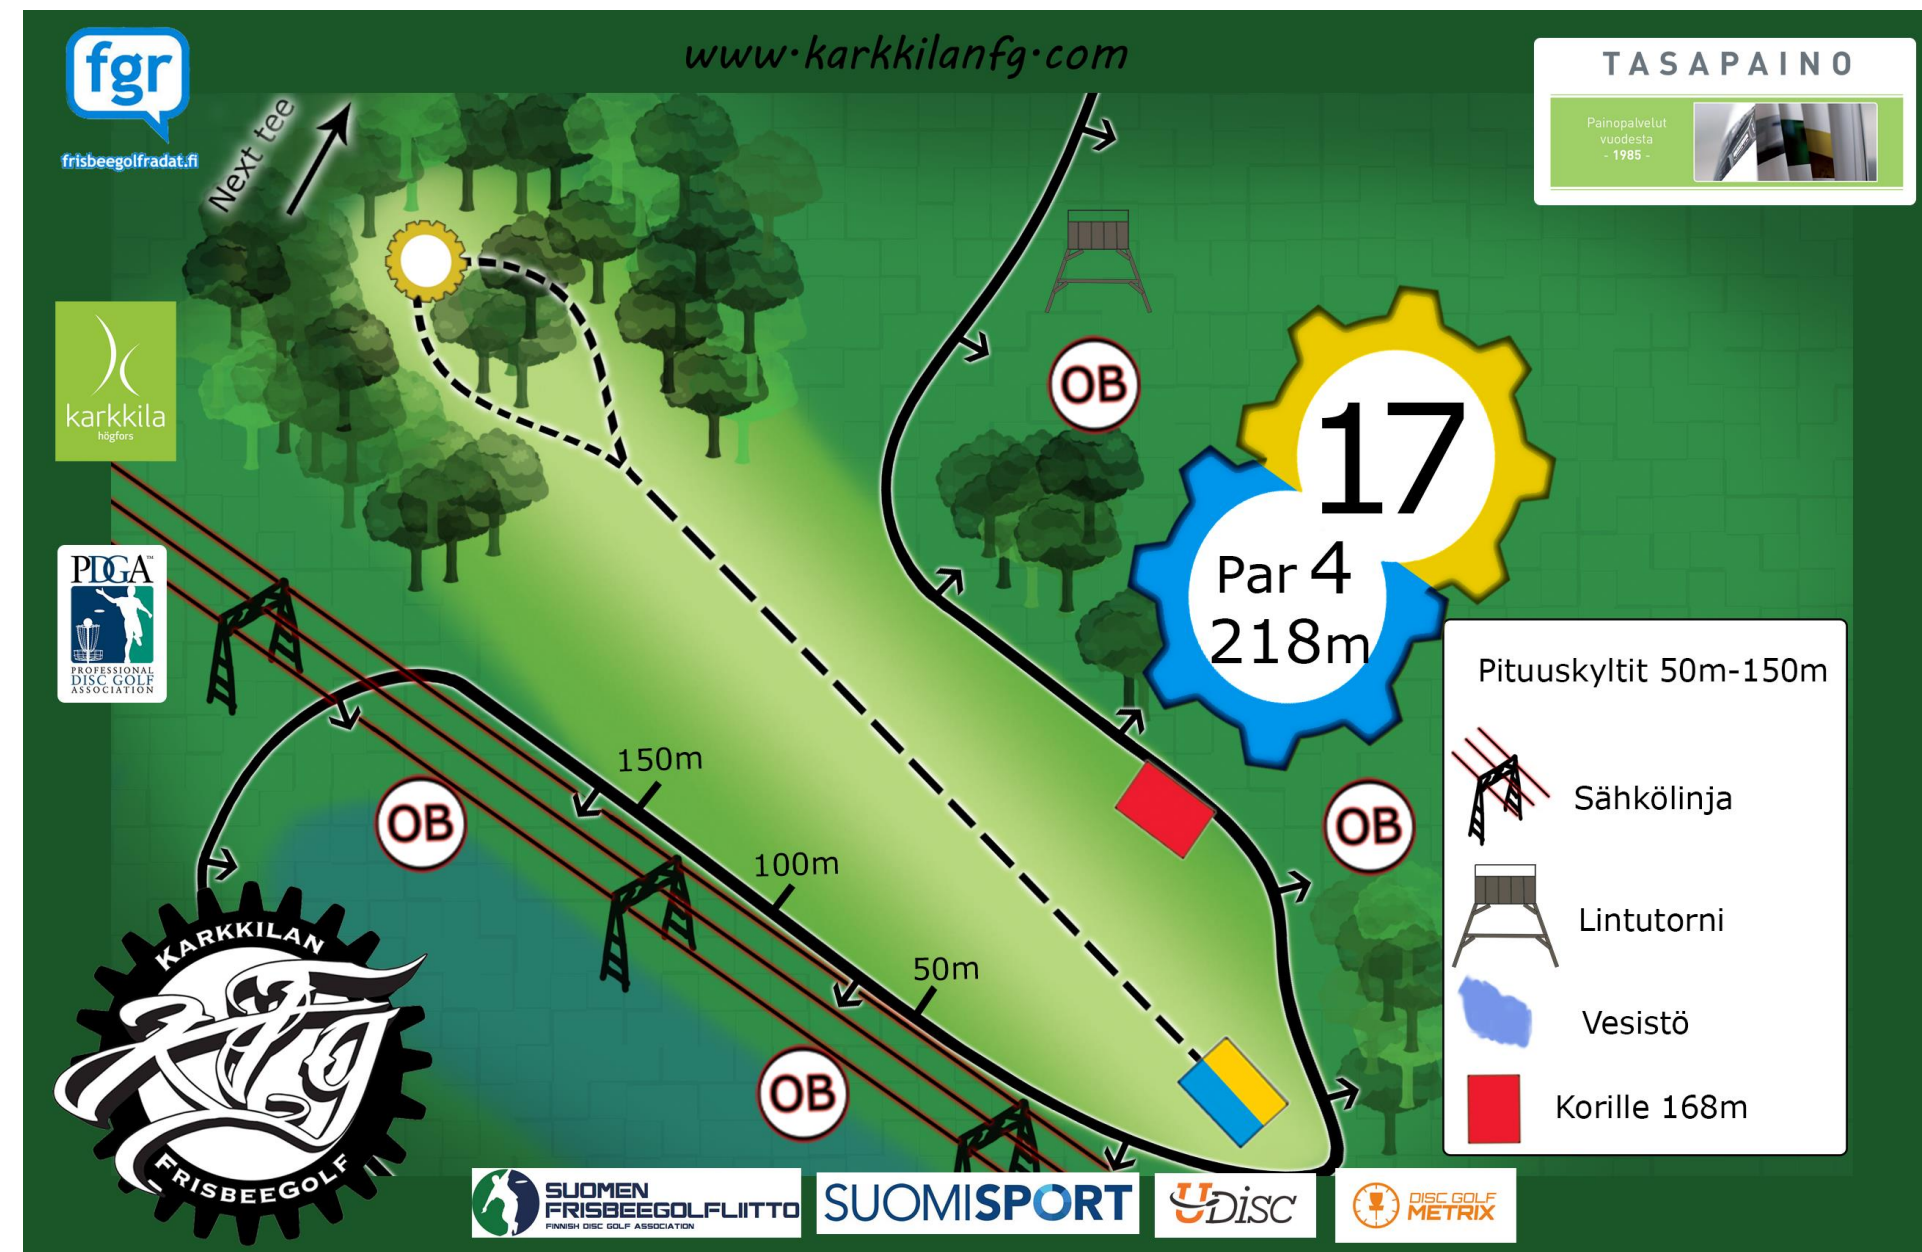 fgr
frisbeegolfradat.fi
www.karkkilanfg.com
TASAPAINO
Painopalvelut
vuodesta
- 1985 -
Next tee
karkkila
högfors
OB
17
Par 4
218m
PDGA™
PROFESSIONAL
DISC GOLF
ASSOCIATION
Pituuskyltit 50m-150m
150m
OB
100m
OB
50m
OB
Sähkölinja
Lintutorni
Vesistö
Korille 168m
KARKKILAN
KFG
FRISBEEGOLF
SUOMEN
FRISBEEGOLFLIITTO
FINNISH DISC GOLF ASSOCIATION
SUOMISPORT
UDisc
DISC GOLF
METRIX